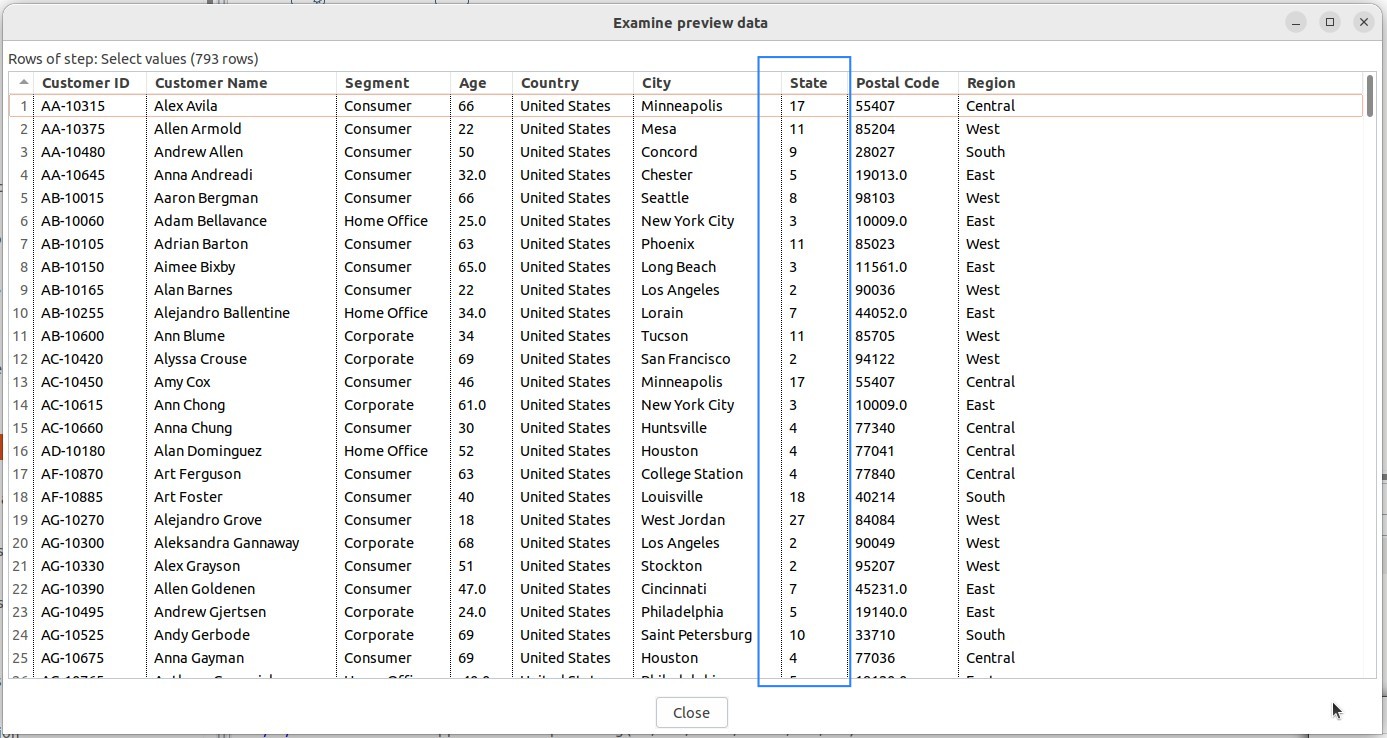 Examine preview data
Rows of step: Select values (793 rows)
Customer ID Customer Name Segment Age Country City State Postal Code Region
1 AA-10315 Alex Avila Consumer 66 United States Minneapolis 17 55407 Central
2 AA-10375 Allen Armold Consumer 22 United States Mesa 11 85204 West
3 AA-10480 Andrew Allen Consumer 50 United States Concord 9 28027 South
4 AA-10645 Anna Andreadi Consumer 32.0 United States Chester 5 19013.0 East
5 AB-10015 Aaron Bergman Consumer 66 United States Seattle 8 98103 West
6 AB-10060 Adam Bellavance Home Office 25.0 United States New York City 3 10009.0 East
7 AB-10105 Adrian Barton Consumer 63 United States Phoenix 11 85023 West
8 AB-10150 Aimee Bixby Consumer 65.0 United States Long Beach 3 11561.0 East
9 AB-10165 Alan Barnes Consumer 22 United States Los Angeles 2 90036 West
10 AB-10255 Alejandro Ballentine Home Office 34.0 United States Lorain 7 44052.0 East
11 AB-10600 Ann Blume Corporate 34 United States Tucson 11 85705 West
12 AC-10420 Alyssa Crouse Corporate 69 United States San Francisco 2 94122 West
13 AC-10450 Amy Cox Consumer 46 United States Minneapolis 17 55407 Central
14 AC-10615 Ann Chong Corporate 61.0 United States New York City 3 10009.0 East
15 AC-10660 Anna Chung Consumer 30 United States Huntsville 4 77340 Central
16 AD-10180 Alan Dominguez Home Office 52 United States Houston 4 77041 Central
17 AF-10870 Art Ferguson Consumer 63 United States College Station 4 77840 Central
18 AF-10885 Art Foster Consumer 40 United States Louisville 18 40214 South
19 AG-10270 Alejandro Grove Consumer 18 United States West Jordan 27 84084 West
20 AG-10300 Aleksandra Gannaway Corporate 68 United States Los Angeles 2 90049 West
21 AG-10330 Alex Grayson Consumer 51 United States Stockton 2 95207 West
22 AG-10390 Allen Goldenen Consumer 47.0 United States Cincinnati 7 45231.0 East
23 AG-10495 Andrew Gjertsen Corporate 24.0 United States Philadelphia 5 19140.0 East
24 AG-10525 Andy Gerbode Corporate 69 United States Saint Petersburg 10 33710 South
25 AG-10675 Anna Gayman Consumer 69 United States Houston 4 77036 Central
Close